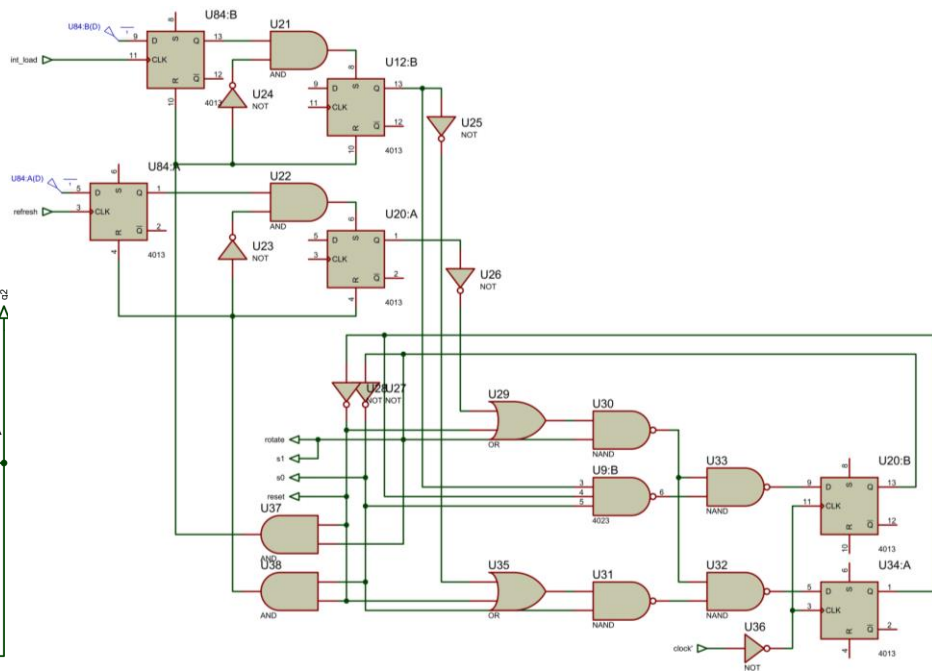 U84:B
U84:B(D)
8
9
D
S
Q
13
int_load
11
CLK
R
Q
12
10
4013
U21
AND
U24
NOT
U12:B
8
9
D
S
Q
13
11
CLK
R
Q
12
10
4013
U25
NOT
U84:A
U84:A(D)
6
5
D
S
Q
1
refresh
3
CLK
R
Q
2
4
4013
U22
AND
U23
NOT
U20:A
6
5
D
S
Q
1
3
CLK
R
Q
2
4
4013
U26
NOT
q2
U28
NOT
U27
NOT
rotate
s1
s0
reset
U29
OR
U30
NAND
U9:B
3
4
5
6
4023
U33
NAND
U20:B
8
9
D
S
Q
13
11
CLK
R
Q
12
10
4013
U37
AND
U38
AND
U35
OR
U31
NAND
U32
NAND
U34:A
6
5
D
S
Q
1
3
CLK
R
Q
2
4
4013
clock'
U36
NOT